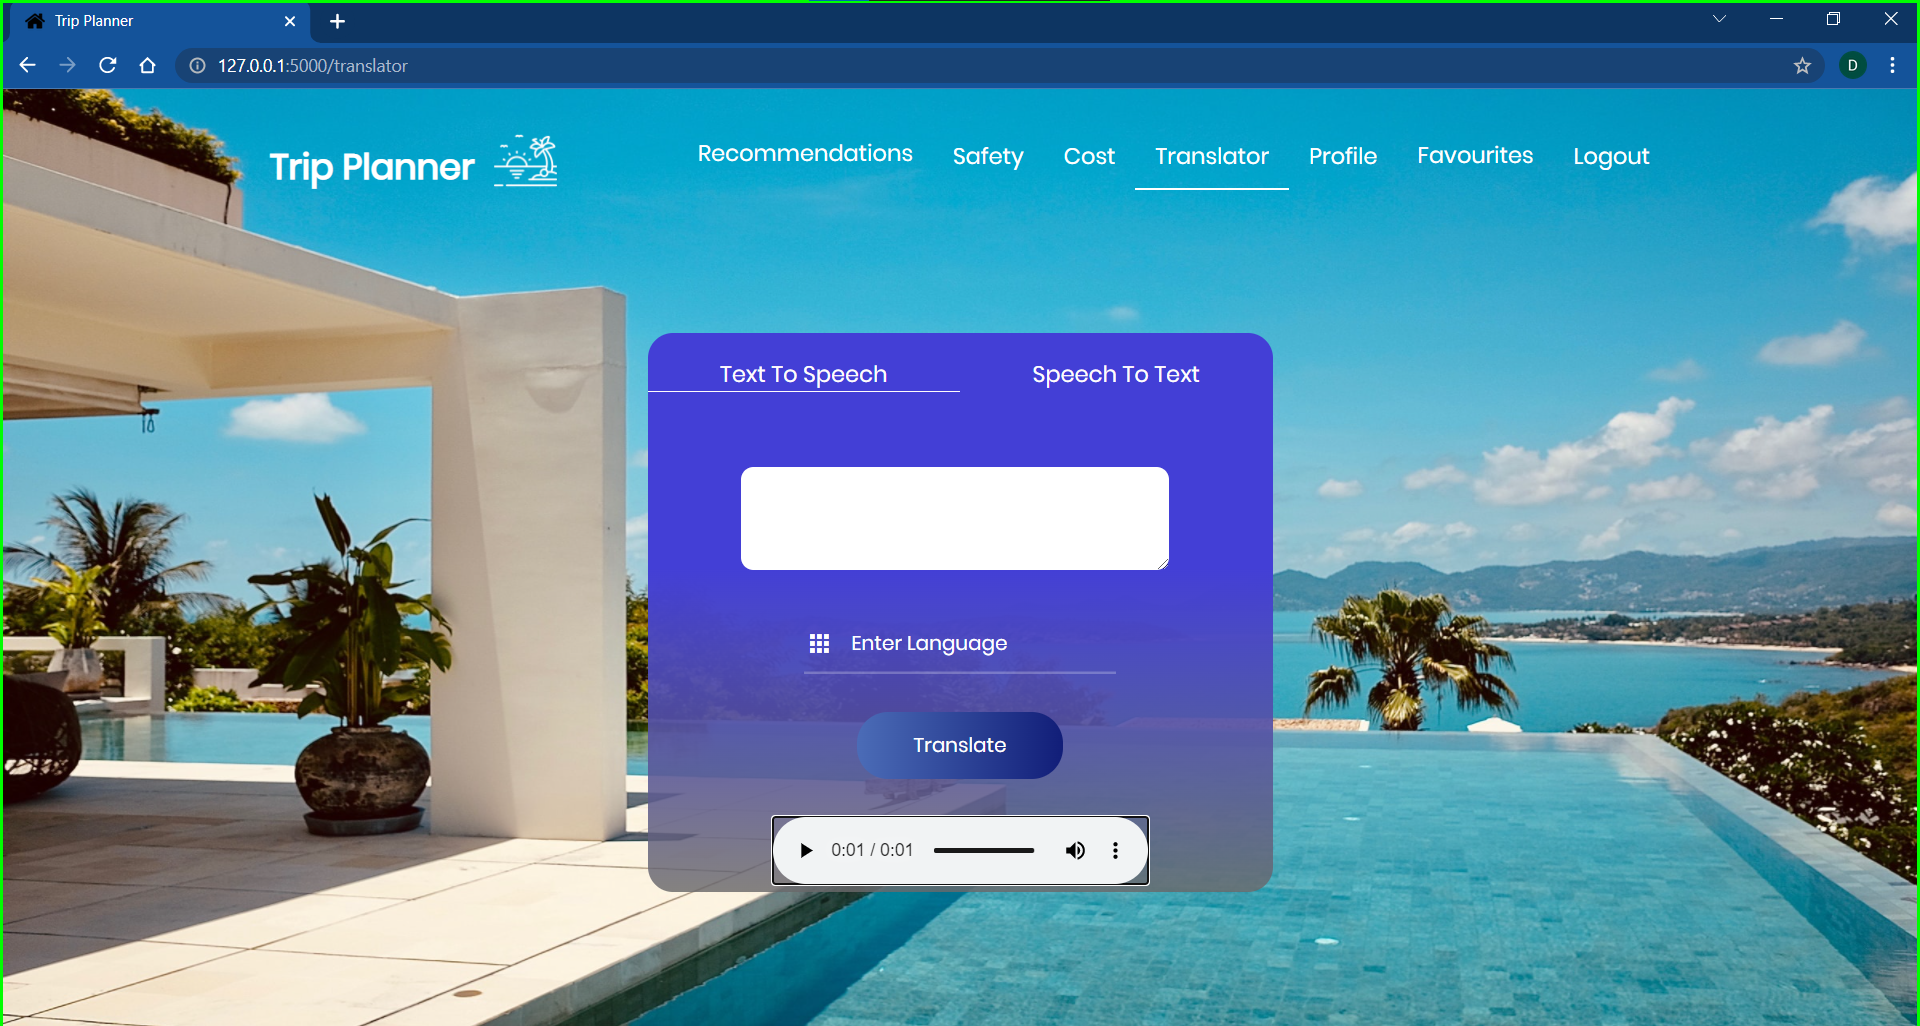 Trip Planner
127.0.0.1:5000/translator
D
Trip Planner
Recommendations
Safety
Cost
Translator
Profile
Favourites
Logout
Text To Speech
Speech To Text
Enter Language
Translate
0:01 / 0:01